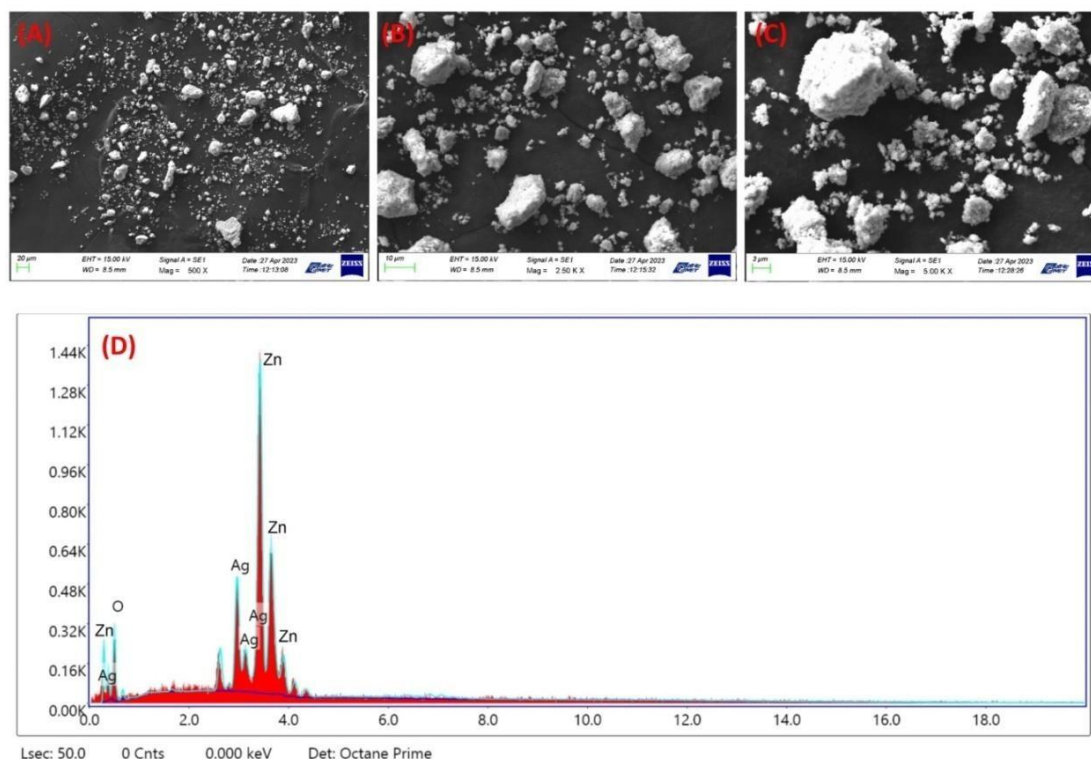 (A)
20 µm
EHT = 15.00 kV Signal A = SE1 Date :27 Apr 2023
WD = 8.5 mm Mag = 500 X Time :12:13:08
ZEISS
(B)
10 µm
EHT = 15.00 kV Signal A = SE1 Date :27 Apr 2023
WD = 8.5 mm Mag = 2.50 K X Time :12:15:32
ZEISS
(C)
3 µm
EHT = 15.00 kV Signal A = SE1 Date :27 Apr 2023
WD = 8.5 mm Mag = 5.00 K X Time :12:28:26
ZEISS
(D)
1.44K
1.28K
1.12K
0.96K
0.80K
0.64K
0.48K
0.32K
0.16K
0.00K
Zn
Zn
Ag
O
Zn
Ag
Ag
Ag
Zn
0.0 2.0 4.0 6.0 8.0 10.0 12.0 14.0 16.0 18.0
Lsec: 50.0 0 Cnts 0.000 keV Det: Octane Prime